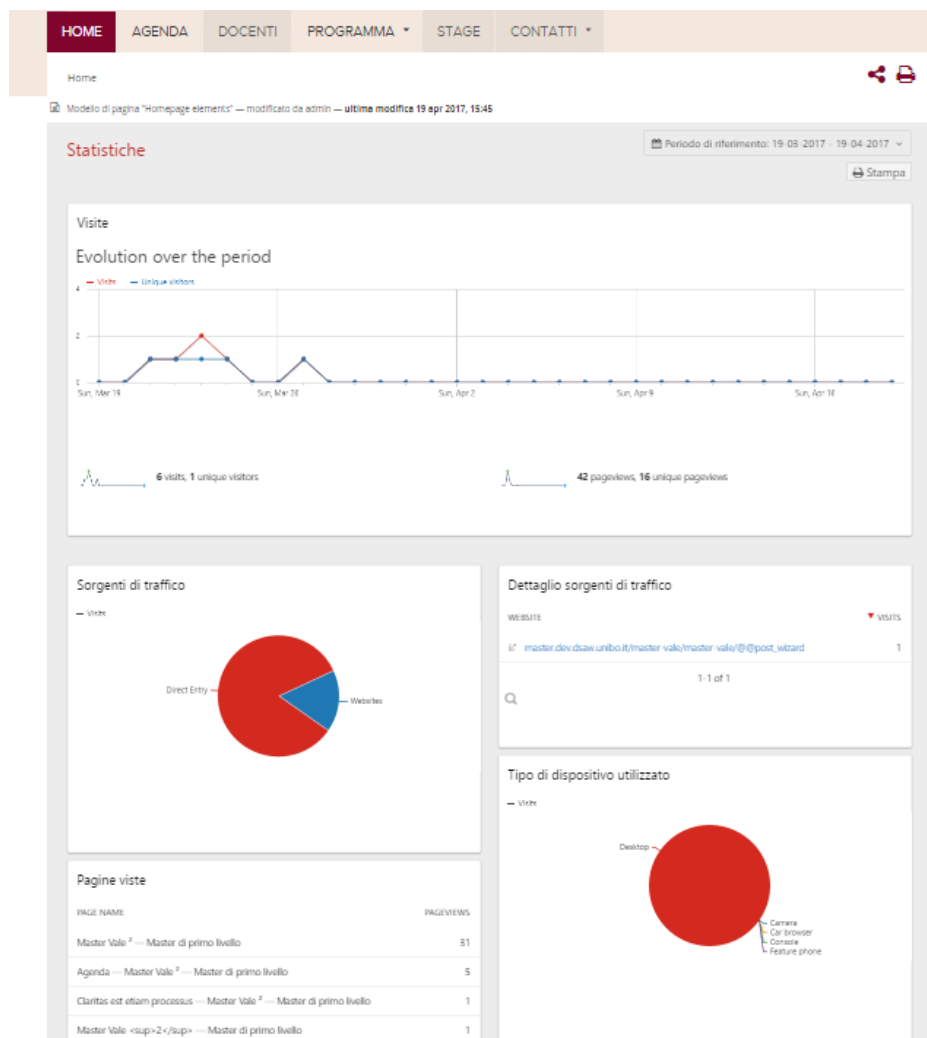 HOME AGENDA DOCENTI PROGRAMMA STAGE CONTATTI
Home
Modello di pagina "Homepage elements" — modificato da admin — ultima modifica 19 apr 2017, 15:45
Statistiche
Periodo di riferimento: 19-03-2017 - 19-04-2017
Stampa
Visite
Evolution over the period
Visits Unique visitors
4
2
0
Sun, Mar 19 Sun, Mar 26 Sun, Apr 2 Sun, Apr 9 Sun, Apr 16
6 visits, 1 unique visitors
42 pageviews, 16 unique pageviews
Sorgenti di traffico
Visits
Direct Entry
Websites
Dettaglio sorgenti di traffico
WEBSITE VISITS
master.dev.dsaw.unibo.it/master-vale/master-vale/@@post_wizard 1
1-1 of 1
Tipo di dispositivo utilizzato
Visits
Desktop
Camera
Car browser
Console
Feature phone
Pagine viste
PAGE NAME PAGEVIEWS
Master Vale ² — Master di primo livello 31
Agenda — Master Vale ² — Master di primo livello 5
Claritas est etiam processus — Master Vale ² — Master di primo livello 1
Master Vale <sup>2</sup> — Master di primo livello 1